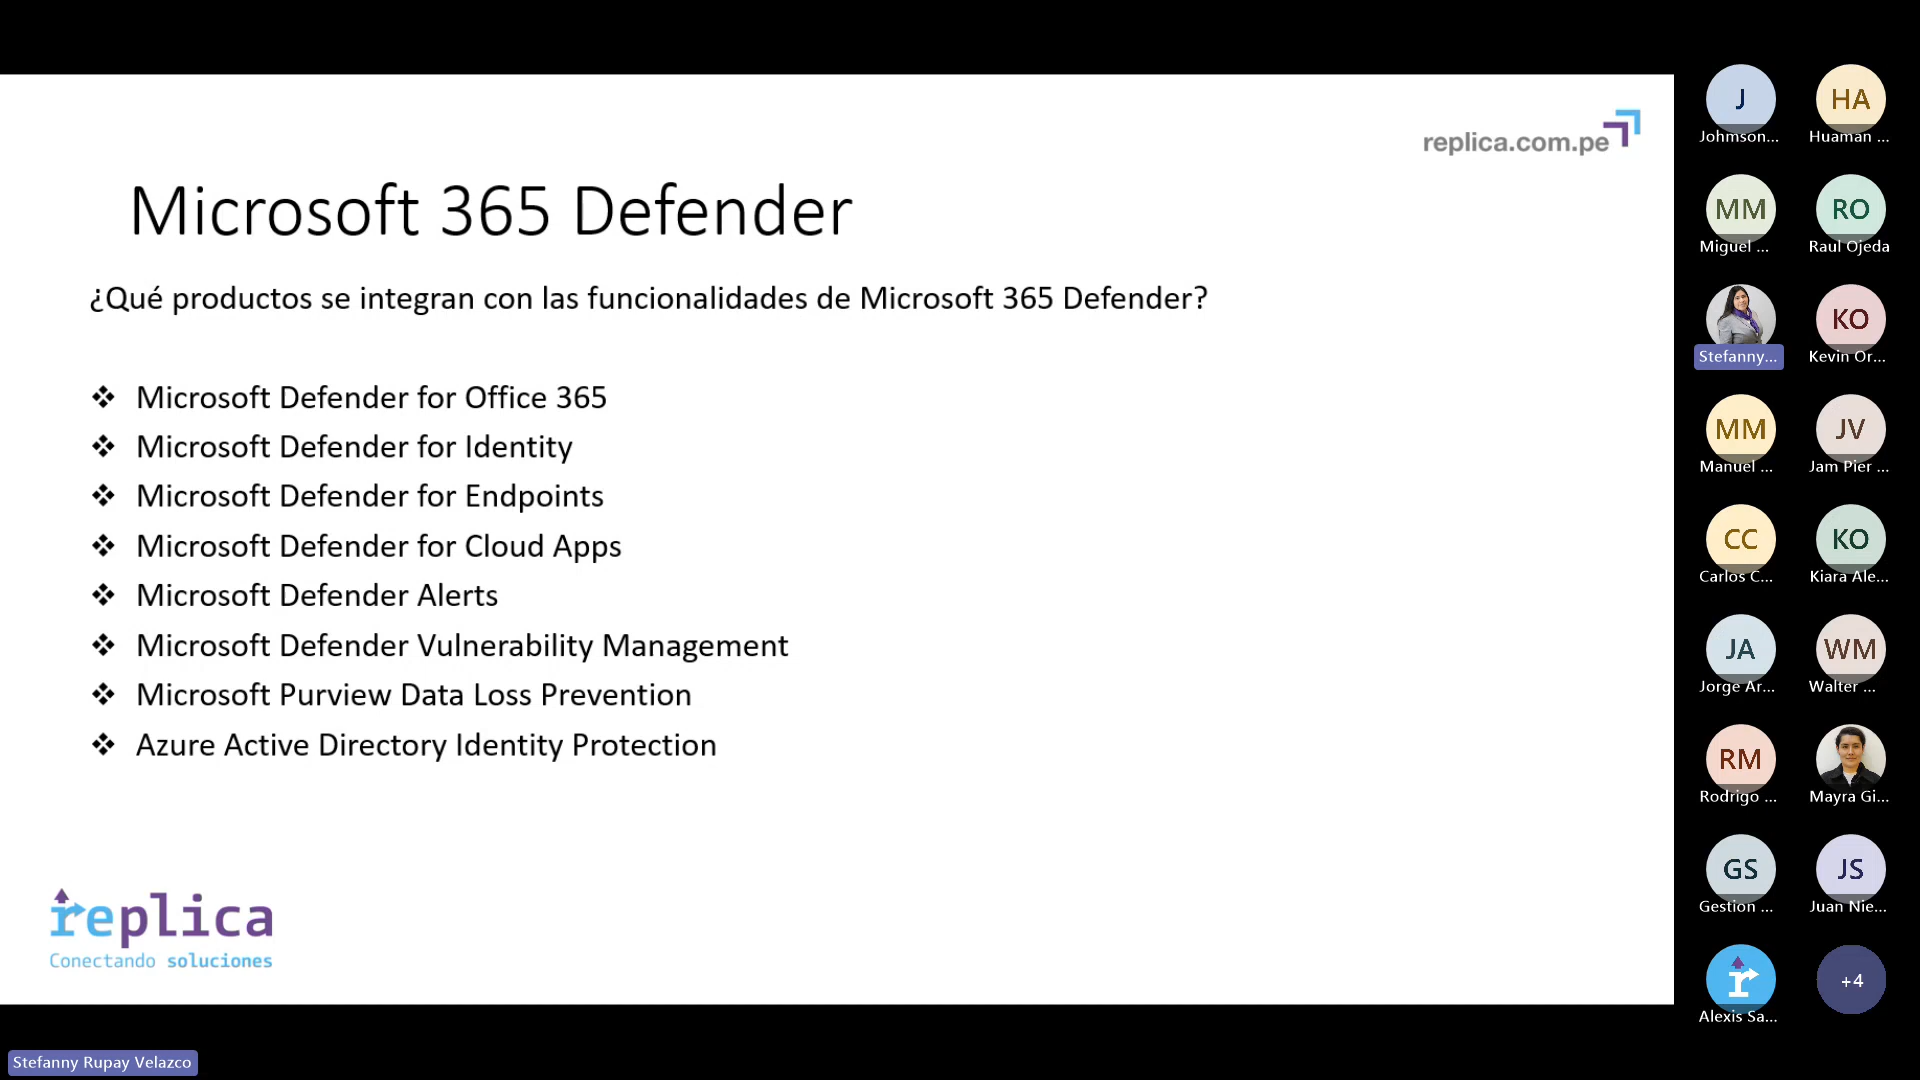 replica.com.pe
Microsoft 365 Defender
¿Qué productos se integran con las funcionalidades de Microsoft 365 Defender?
❖ Microsoft Defender for Office 365
❖ Microsoft Defender for Identity
❖ Microsoft Defender for Endpoints
❖ Microsoft Defender for Cloud Apps
❖ Microsoft Defender Alerts
❖ Microsoft Defender Vulnerability Management
❖ Microsoft Purview Data Loss Prevention
❖ Azure Active Directory Identity Protection
replica
Conectando soluciones
Stefanny Rupay Velazco
J
Johmson...
HA
Huaman ...
MM
Miguel ...
RO
Raul Ojeda
Stefanny...
KO
Kevin Or...
MM
Manuel ...
JV
Jam Pier ...
CC
Carlos C...
KO
Kiara Ale...
JA
Jorge Ar...
WM
Walter ...
RM
Rodrigo ...
Mayra Gi...
GS
Gestion ...
JS
Juan Nie...
r
Alexis Sa...
+4